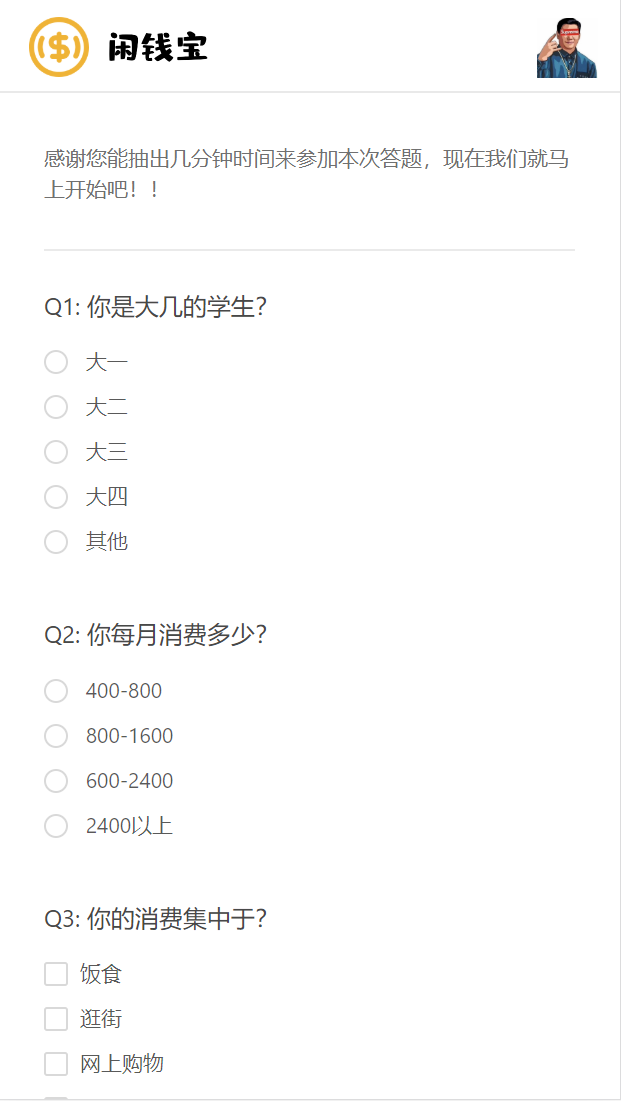 闲钱宝
Supreme
感谢您能抽出几分钟时间来参加本次答题，现在我们就马
上开始吧！！
Q1: 你是大几的学生?
大一
大二
大三
大四
其他
Q2: 你每月消费多少?
400-800
800-1600
600-2400
2400以上
Q3: 你的消费集中于?
饭食
逛街
网上购物